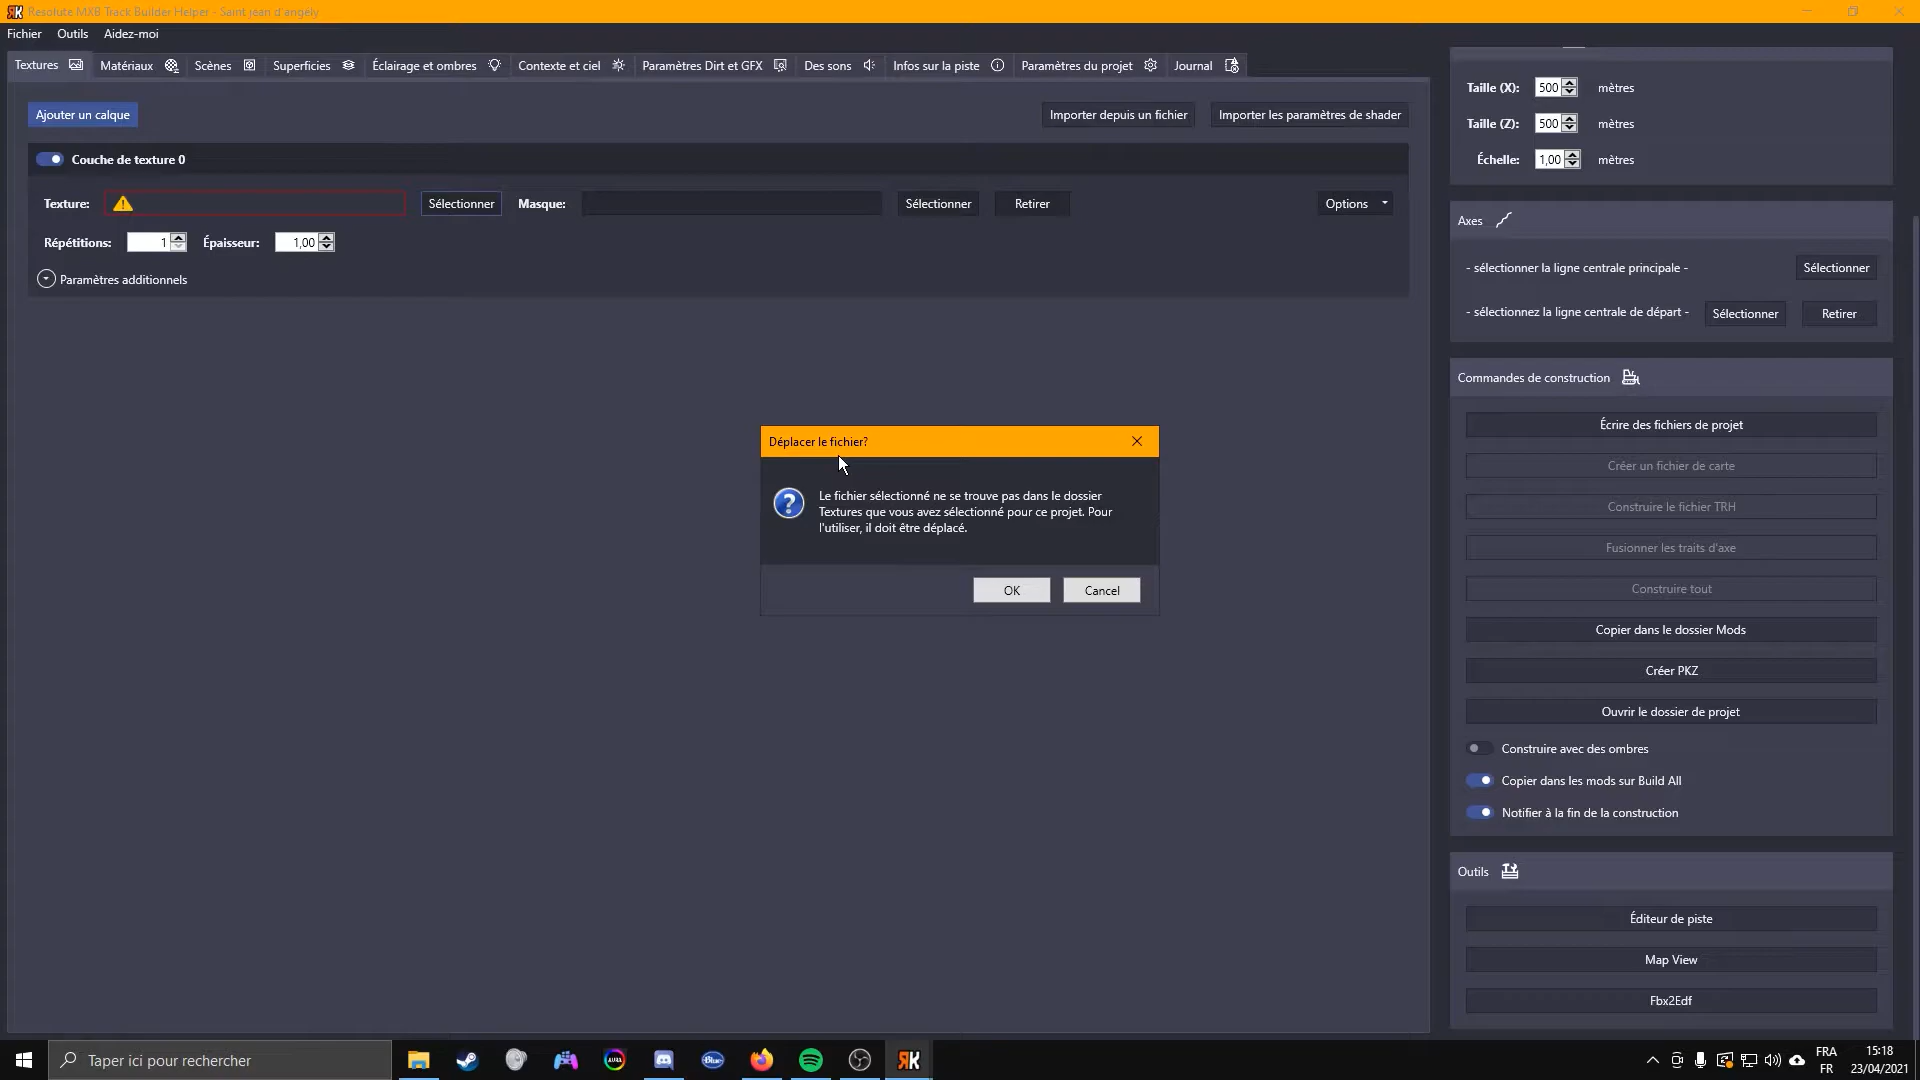 RK Resolute MXB Track Builder Helper - Saint jean d'angély
Fichier Outils Aidez-moi
Textures Matériaux Scènes Superficies Éclairage et ombres Contexte et ciel Paramètres Dirt et GFX Des sons Infos sur la piste Paramètres du projet Journal
Ajouter un calque
Importer depuis un fichier
Importer les paramètres de shader
Couche de texture 0
Texture: Sélectionner Masque: Sélectionner Retirer Options
Répétitions: 1 Épaisseur: 1,00
Paramètres additionnels
Déplacer le fichier?
Le fichier sélectionné ne se trouve pas dans le dossier
Textures que vous avez sélectionné pour ce projet. Pour
l'utiliser, il doit être déplacé.
OK Cancel
Taille (X): 500 mètres
Taille (Z): 500 mètres
Échelle: 1,00 mètres
Axes
- sélectionner la ligne centrale principale - Sélectionner
- sélectionnez la ligne centrale de départ - Sélectionner Retirer
Commandes de construction
Écrire des fichiers de projet
Créer un fichier de carte
Construire le fichier TRH
Fusionner les traits d'axe
Construire tout
Copier dans le dossier Mods
Créer PKZ
Ouvrir le dossier de projet
Construire avec des ombres
Copier dans les mods sur Build All
Notifier à la fin de la construction
Outils
Éditeur de piste
Map View
Fbx2Edf
Taper ici pour rechercher
AURA
Blue
RK
FRA
FR
15:18
23/04/2021